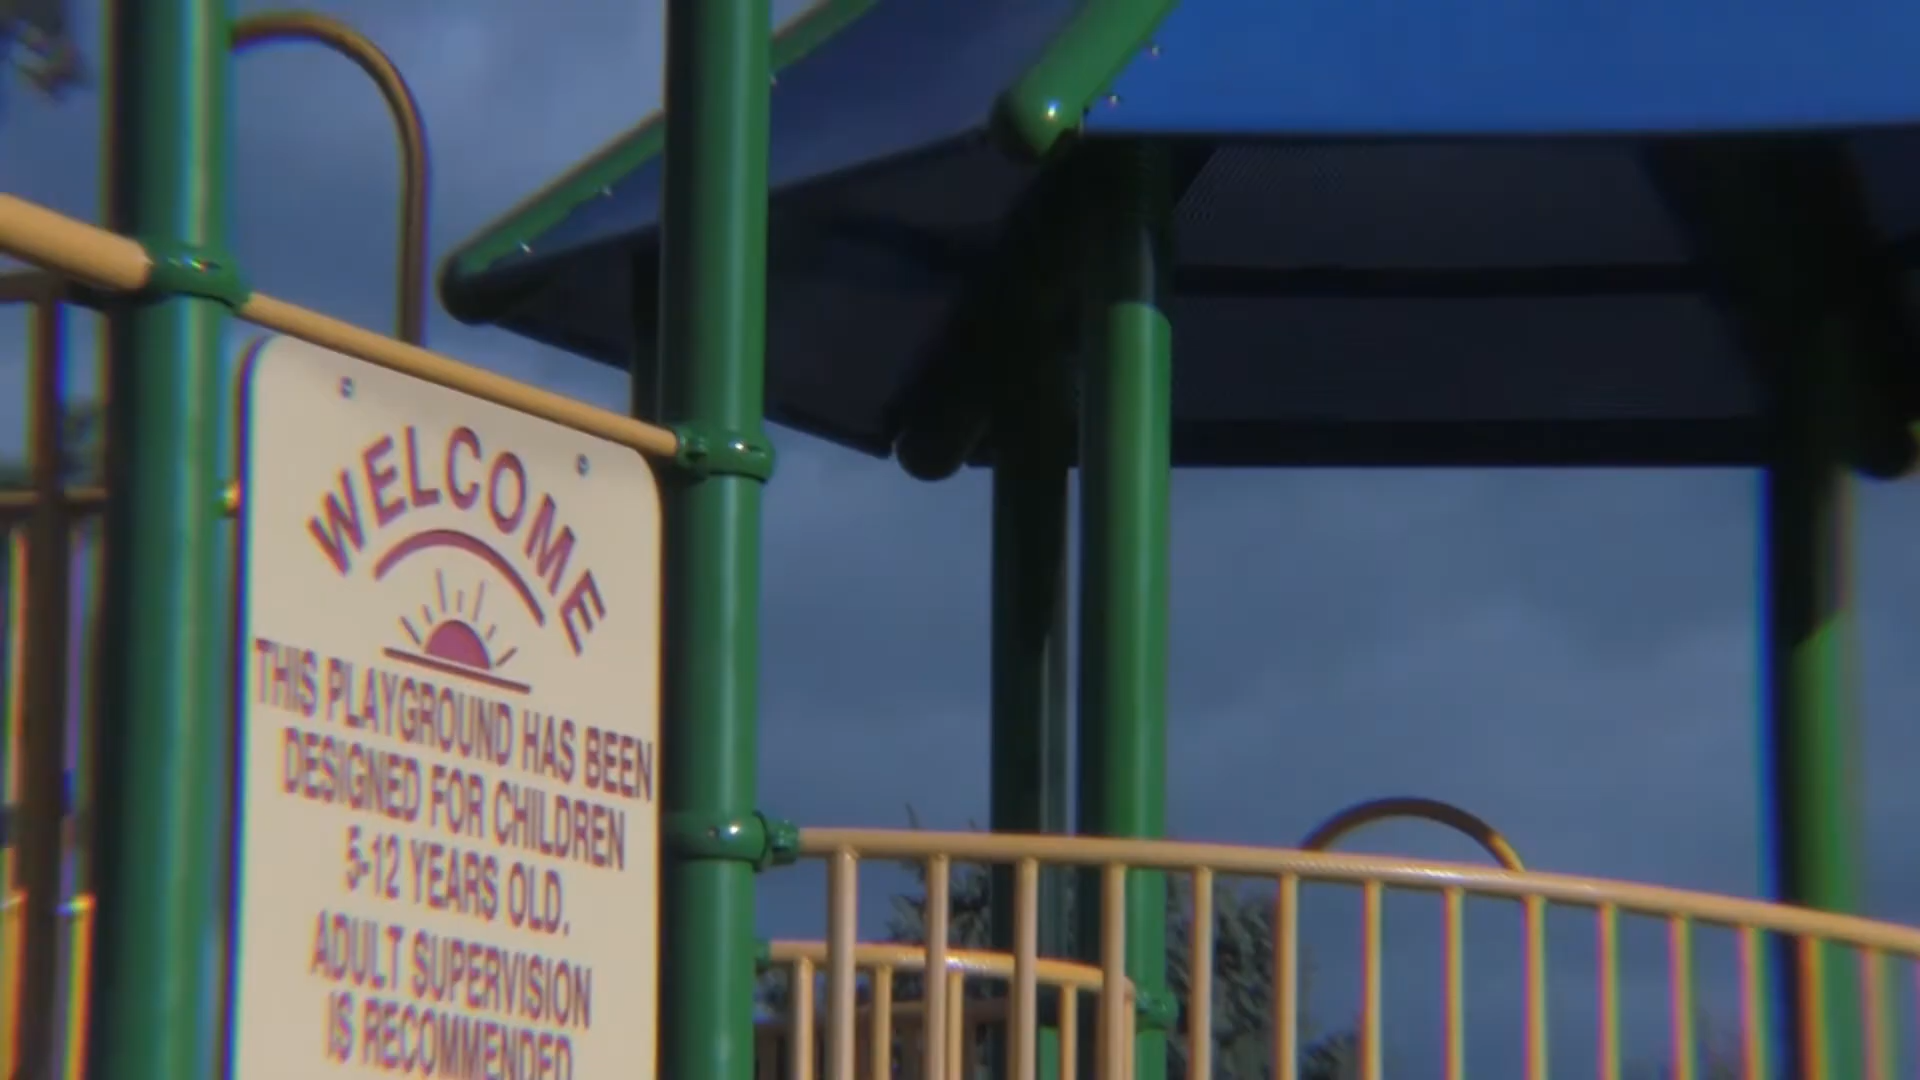 WELCOME
THIS PLAYGROUND HAS BEEN
DESIGNED FOR CHILDREN
5-12 YEARS OLD.
ADULT SUPERVISION
IS RECOMMENDED